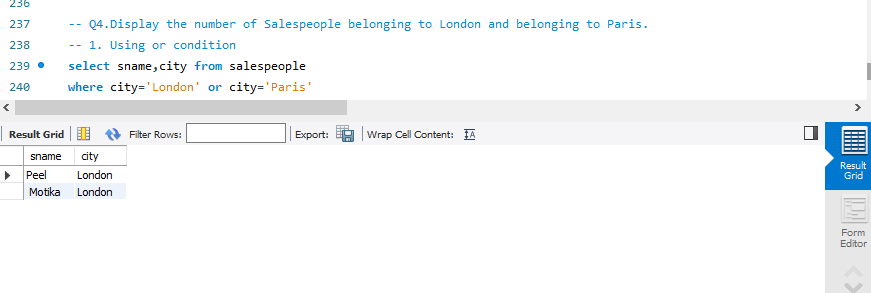 236
237 -- Q4.Display the number of Salespeople belonging to London and belonging to Paris.
238 -- 1. Using or condition
239 select sname,city from salespeople
240 where city='London' or city='Paris'
Result Grid Filter Rows: Export: Wrap Cell Content:
sname city
Peel London
Motika London
Result
Grid
Form
Editor